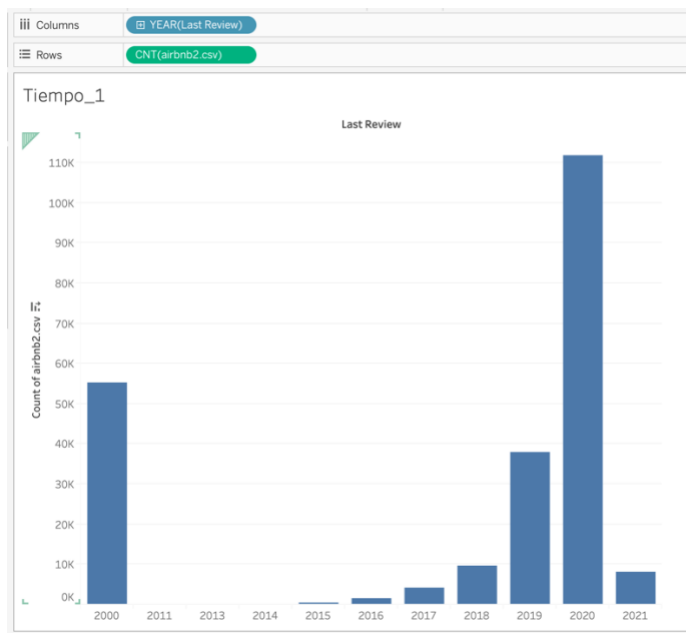 Columns
YEAR(Last Review)
Rows
CNT(airbnb2.csv)
Tiempo_1
Last Review
110K
100K
90K
80K
70K
60K
50K
40K
30K
20K
10K
0K
Count of airbnb2.csv
2000 2011 2013 2014 2015 2016 2017 2018 2019 2020 2021